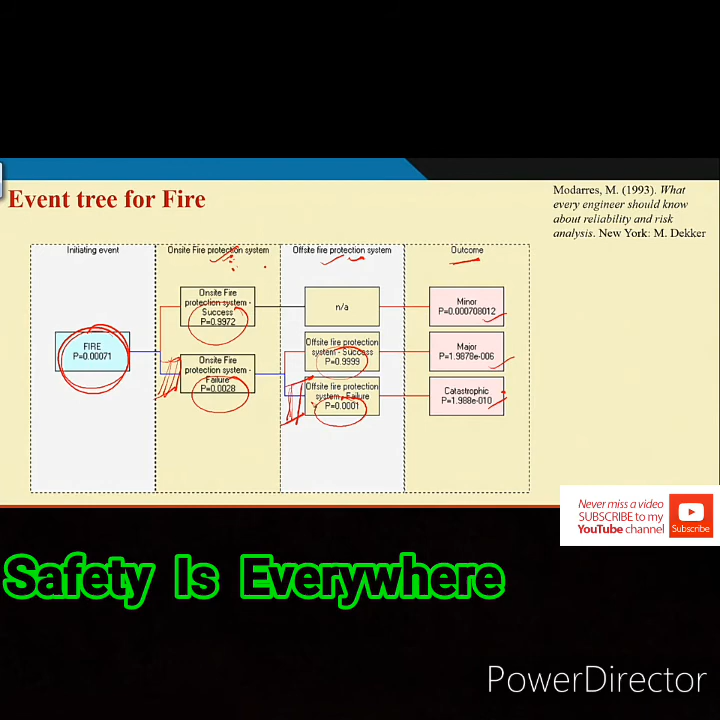 Event tree for Fire
Modarres, M. (1993). What
every engineer should know
about reliability and risk
analysis. New York: M. Dekker
Initiating event
Onsite Fire protection system
Offsite fire protection system
Outcome
FIRE
P=0.00071
Onsite Fire
protection system -
Success
P=0.9972
Onsite Fire
protection system -
Failure
P=0.0028
n/a
Offsite fire protection
system - Success
P=0.9999
Offsite fire protection
system - Failure
P=0.0001
Minor
P=0.000708012
Major
P=1.9878e-006
Catastrophic
P=1.988e-010
Never miss a video
SUBSCRIBE to my
YouTube channel
Subscribe
Safety Is Everywhere
PowerDirector